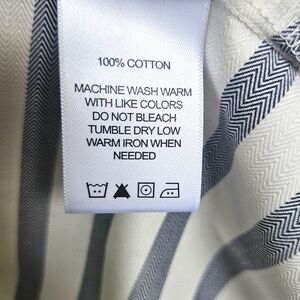 100% COTTON
MACHINE WASH WARM
WITH LIKE COLORS
DO NOT BLEACH
TUMBLE DRY LOW
WARM IRON WHEN
NEEDED